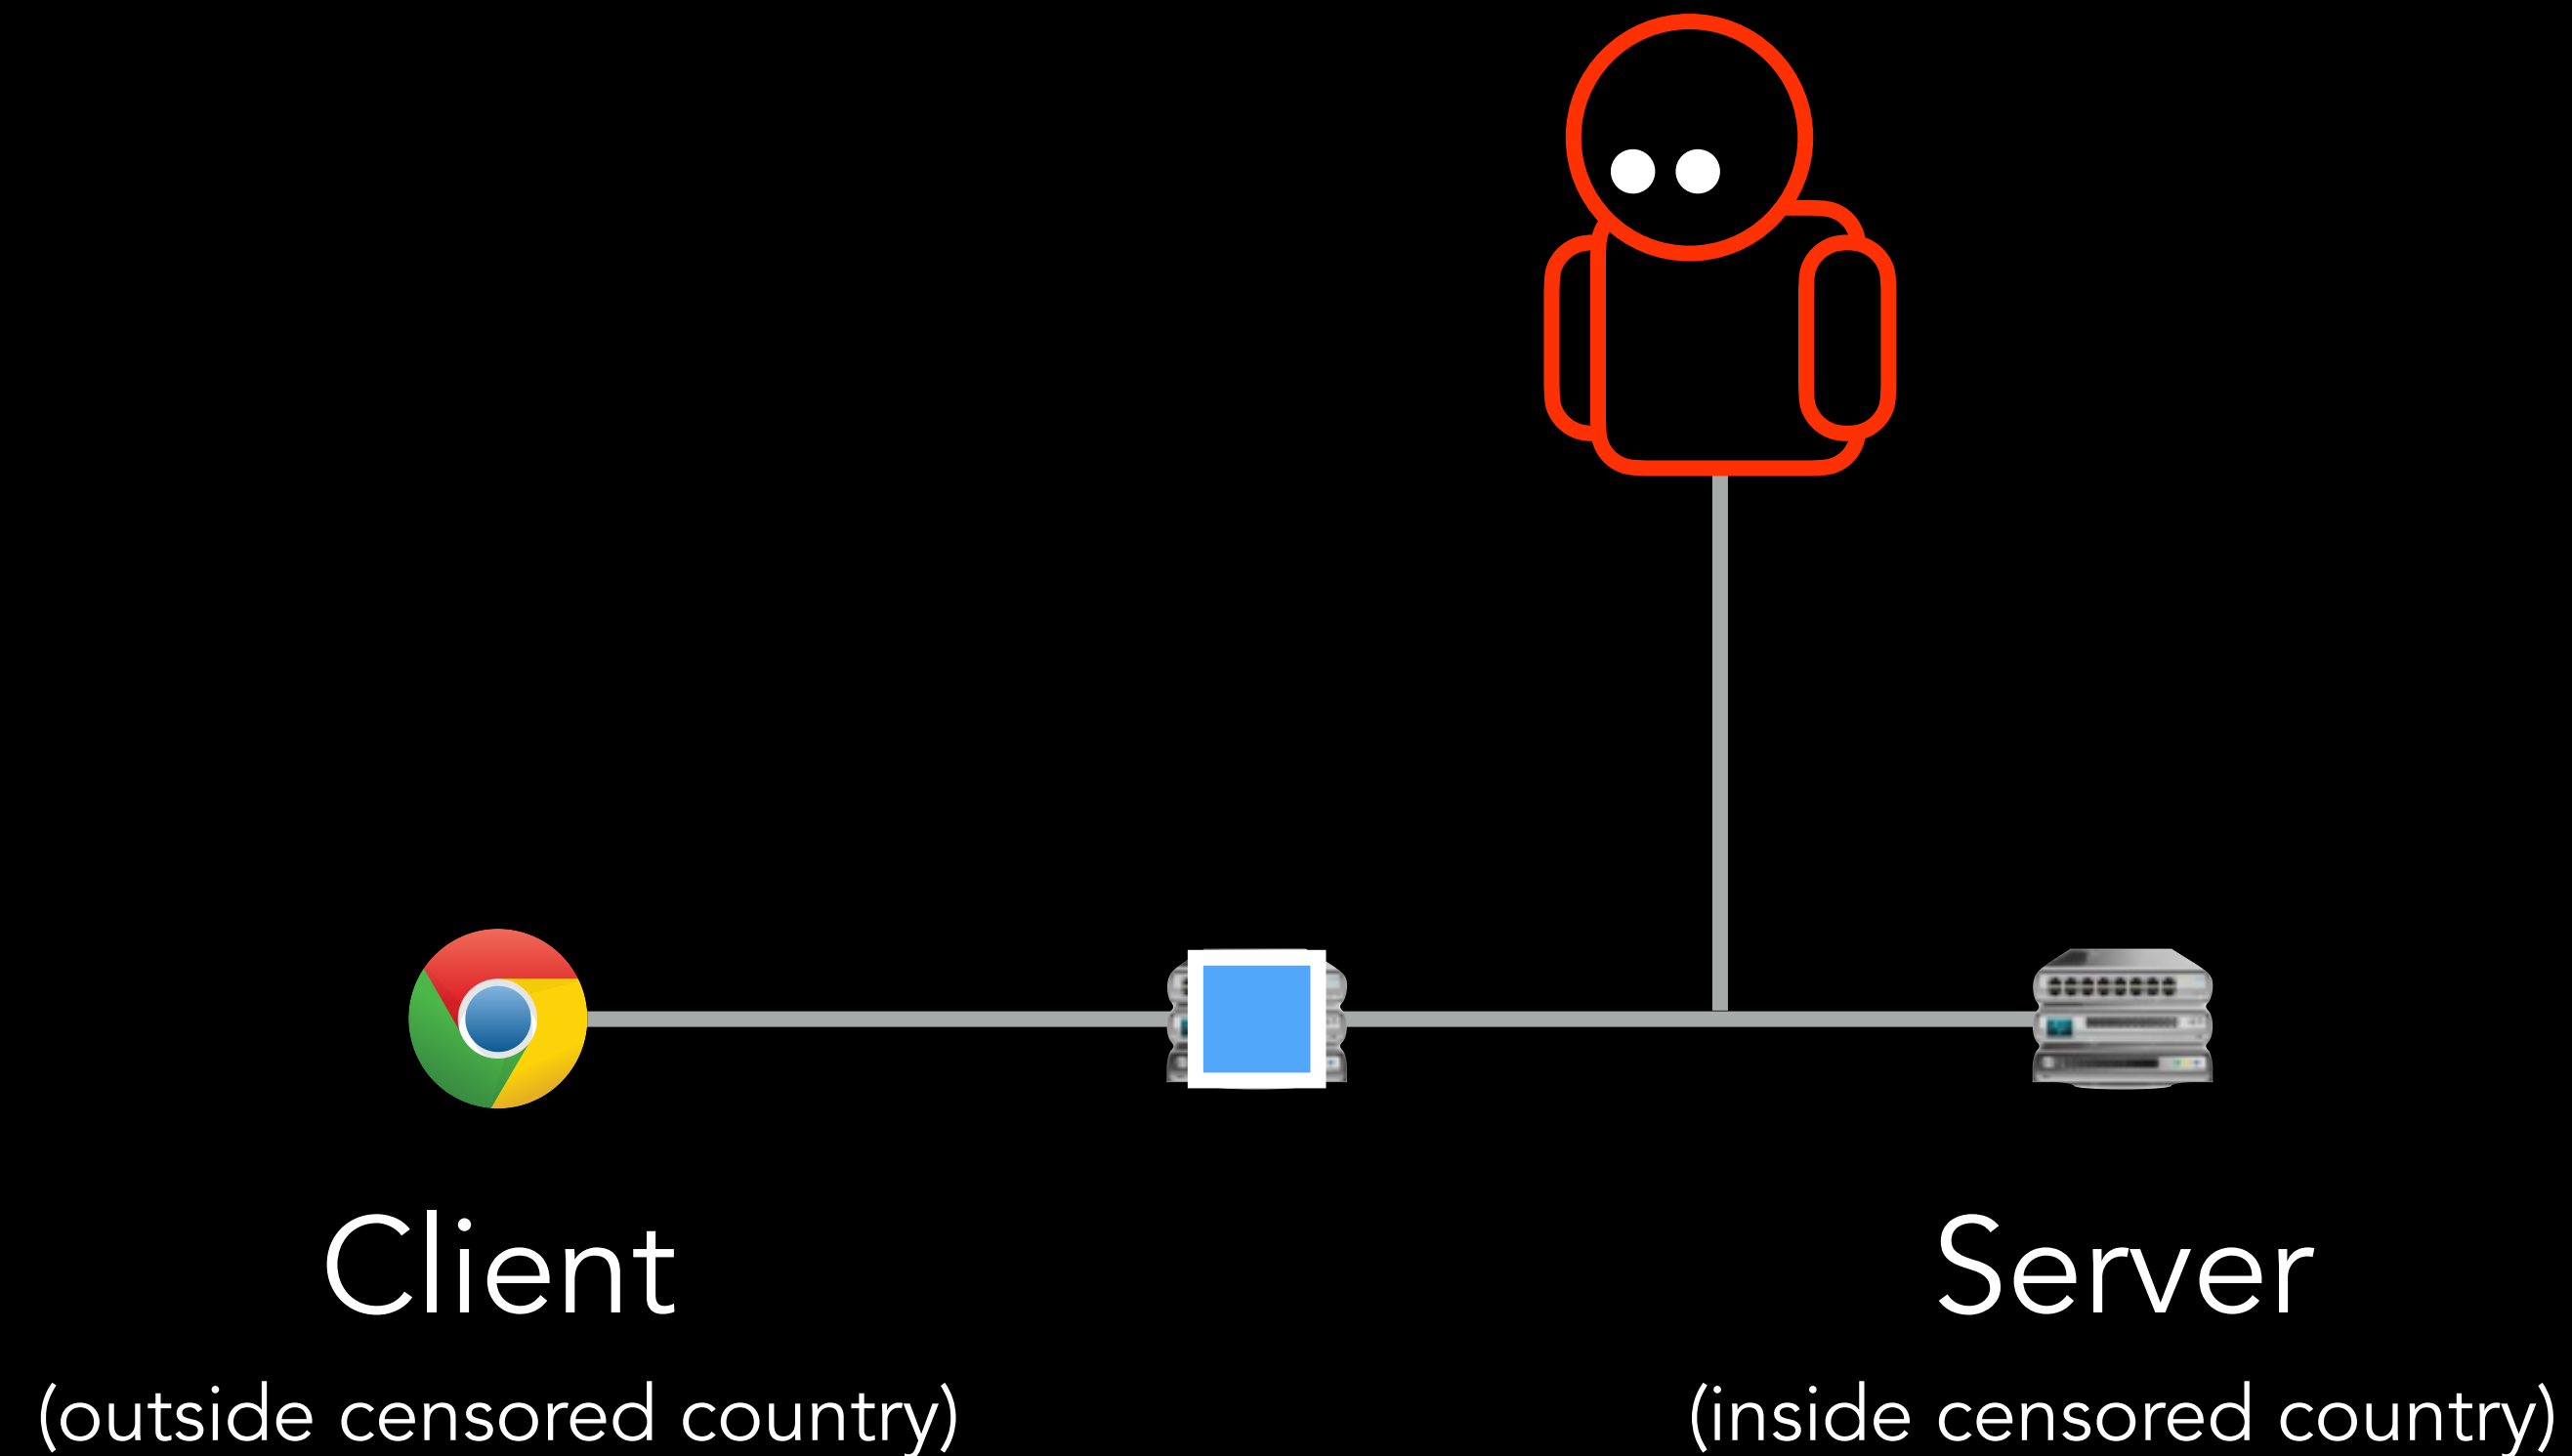 Client
Server
(outside censored country)
(inside censored country)